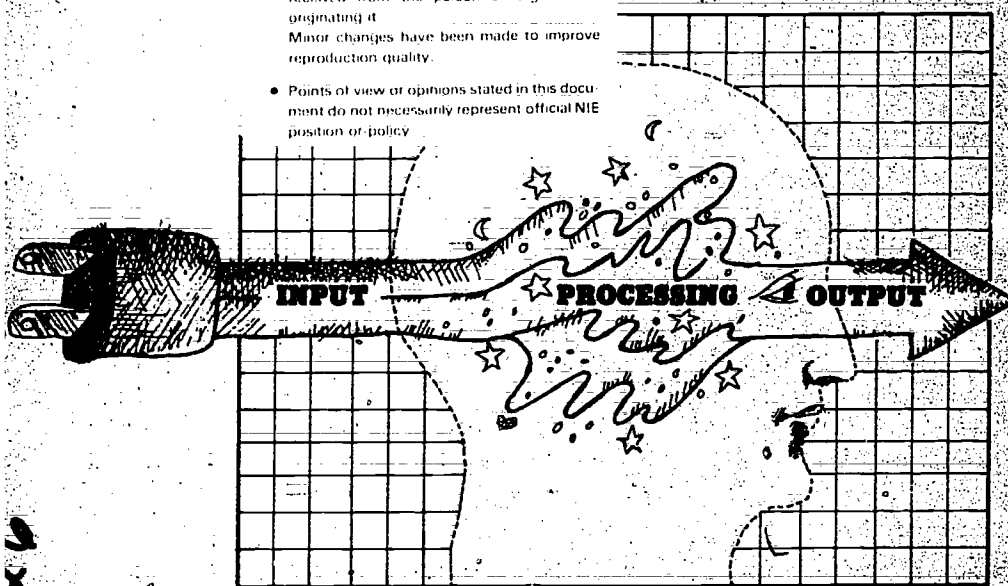 originating it
Minor changes have been made to improve
reproduction quality.
• Points of view or opinions stated in this docu-
ment do not necessarily represent official NIE
position or policy
INPUT PROCESSING OUTPUT